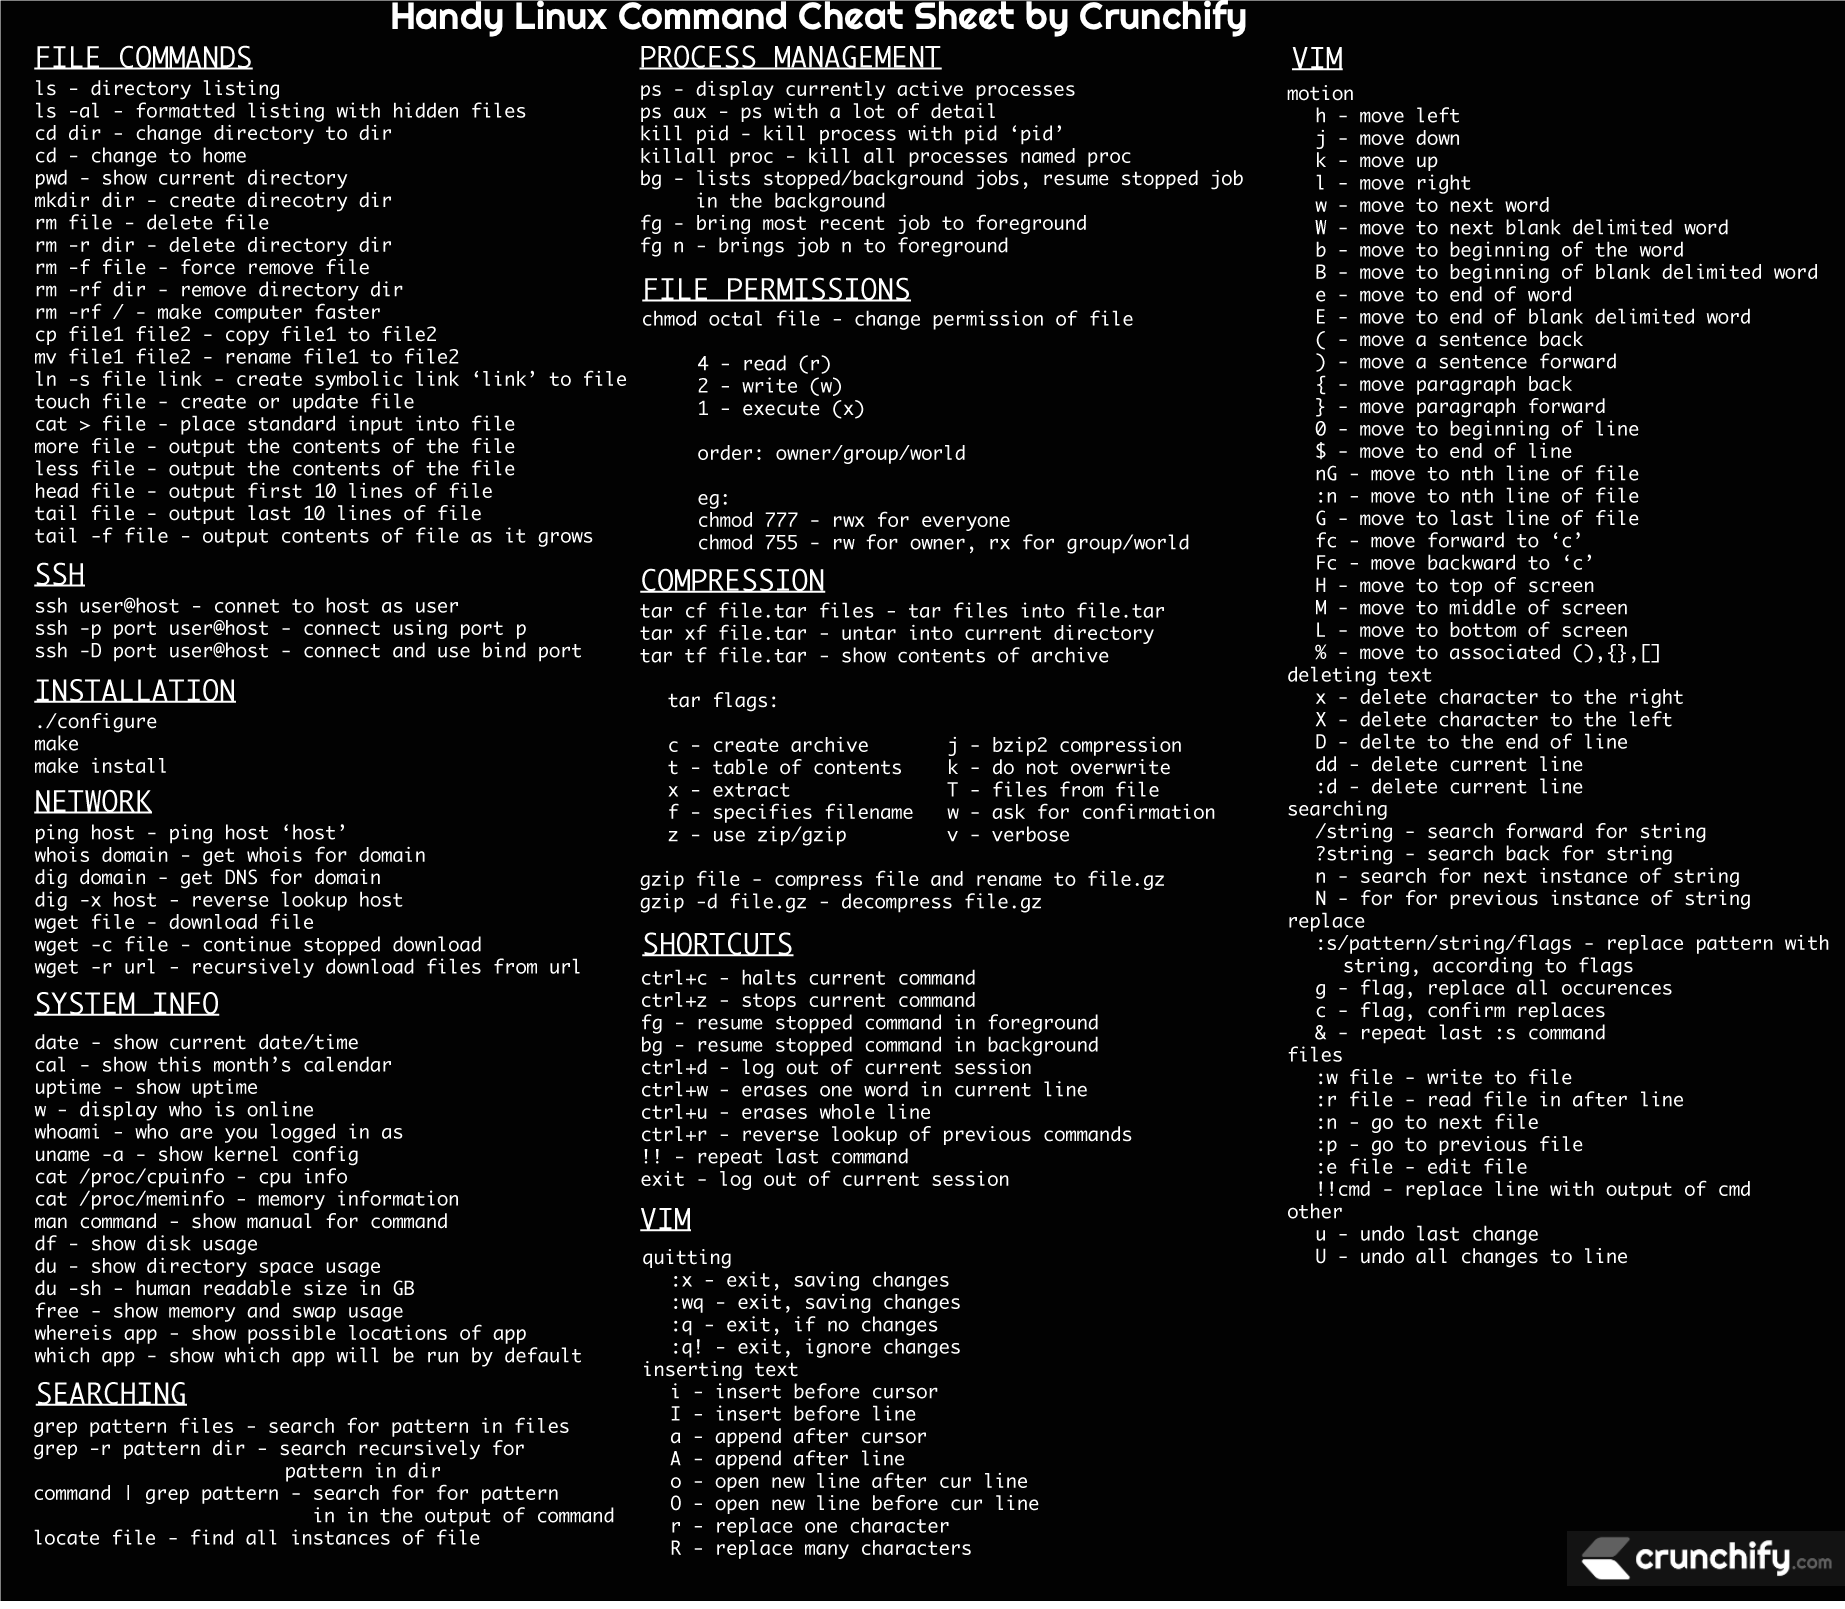 Handy Linux Command Cheat Sheet by Crunchify
FILE COMMANDS
ls - directory listing
ls -al - formatted listing with hidden files
cd dir - change directory to dir
cd - change to home
pwd - show current directory
mkdir dir - create direcotry dir
rm file - delete file
rm -r dir - delete directory dir
rm -f file - force remove file
rm -rf dir - remove directory dir
rm -rf / - make computer faster
cp file1 file2 - copy file1 to file2
mv file1 file2 - rename file1 to file2
ln -s file link - create symbolic link ‘link’ to file
touch file - create or update file
cat > file - place standard input into file
more file - output the contents of the file
less file - output the contents of the file
head file - output first 10 lines of file
tail file - output last 10 lines of file
tail -f file - output contents of file as it grows
SSH
ssh user@host - connet to host as user
ssh -p port user@host - connect using port p
ssh -D port user@host - connect and use bind port
INSTALLATION
./configure
make
make install
NETWORK
ping host - ping host ‘host’
whois domain - get whois for domain
dig domain - get DNS for domain
dig -x host - reverse lookup host
wget file - download file
wget -c file - continue stopped download
wget -r url - recursively download files from url
SYSTEM INFO
date - show current date/time
cal - show this month’s calendar
uptime - show uptime
w - display who is online
whoami - who are you logged in as
uname -a - show kernel config
cat /proc/cpuinfo - cpu info
cat /proc/meminfo - memory information
man command - show manual for command
df - show disk usage
du - show directory space usage
du -sh - human readable size in GB
free - show memory and swap usage
whereis app - show possible locations of app
which app - show which app will be run by default
SEARCHING
grep pattern files - search for pattern in files
grep -r pattern dir - search recursively for
pattern in dir
command | grep pattern - search for for pattern
in in the output of command
locate file - find all instances of file
PROCESS MANAGEMENT
ps - display currently active processes
ps aux - ps with a lot of detail
kill pid - kill process with pid ‘pid’
killall proc - kill all processes named proc
bg - lists stopped/background jobs, resume stopped job
in the background
fg - bring most recent job to foreground
fg n - brings job n to foreground
FILE PERMISSIONS
chmod octal file - change permission of file
4 - read (r)
2 - write (w)
1 - execute (x)
order: owner/group/world
eg:
chmod 777 - rwx for everyone
chmod 755 - rw for owner, rx for group/world
COMPRESSION
tar cf file.tar files - tar files into file.tar
tar xf file.tar - untar into current directory
tar tf file.tar - show contents of archive
tar flags:
c - create archive j - bzip2 compression
t - table of contents k - do not overwrite
x - extract T - files from file
f - specifies filename w - ask for confirmation
z - use zip/gzip v - verbose
gzip file - compress file and rename to file.gz
gzip -d file.gz - decompress file.gz
SHORTCUTS
ctrl+c - halts current command
ctrl+z - stops current command
fg - resume stopped command in foreground
bg - resume stopped command in background
ctrl+d - log out of current session
ctrl+w - erases one word in current line
ctrl+u - erases whole line
ctrl+r - reverse lookup of previous commands
!! - repeat last command
exit - log out of current session
VIM
quitting
:x - exit, saving changes
:wq - exit, saving changes
:q - exit, if no changes
:q! - exit, ignore changes
inserting text
i - insert before cursor
I - insert before line
a - append after cursor
A - append after line
o - open new line after cur line
O - open new line before cur line
r - replace one character
R - replace many characters
VIM
motion
h - move left
j - move down
k - move up
l - move right
w - move to next word
W - move to next blank delimited word
b - move to beginning of the word
B - move to beginning of blank delimited word
e - move to end of word
E - move to end of blank delimited word
( - move a sentence back
) - move a sentence forward
{ - move paragraph back
} - move paragraph forward
0 - move to beginning of line
$ - move to end of line
nG - move to nth line of file
:n - move to nth line of file
G - move to last line of file
fc - move forward to ‘c’
Fc - move backward to ‘c’
H - move to top of screen
M - move to middle of screen
L - move to bottom of screen
% - move to associated (),{},[]
deleting text
x - delete character to the right
X - delete character to the left
D - delte to the end of line
dd - delete current line
:d - delete current line
searching
/string - search forward for string
?string - search back for string
n - search for next instance of string
N - for for previous instance of string
replace
:s/pattern/string/flags - replace pattern with
string, according to flags
g - flag, replace all occurences
c - flag, confirm replaces
& - repeat last :s command
files
:w file - write to file
:r file - read file in after line
:n - go to next file
:p - go to previous file
:e file - edit file
!!cmd - replace line with output of cmd
other
u - undo last change
U - undo all changes to line
crunchify.com